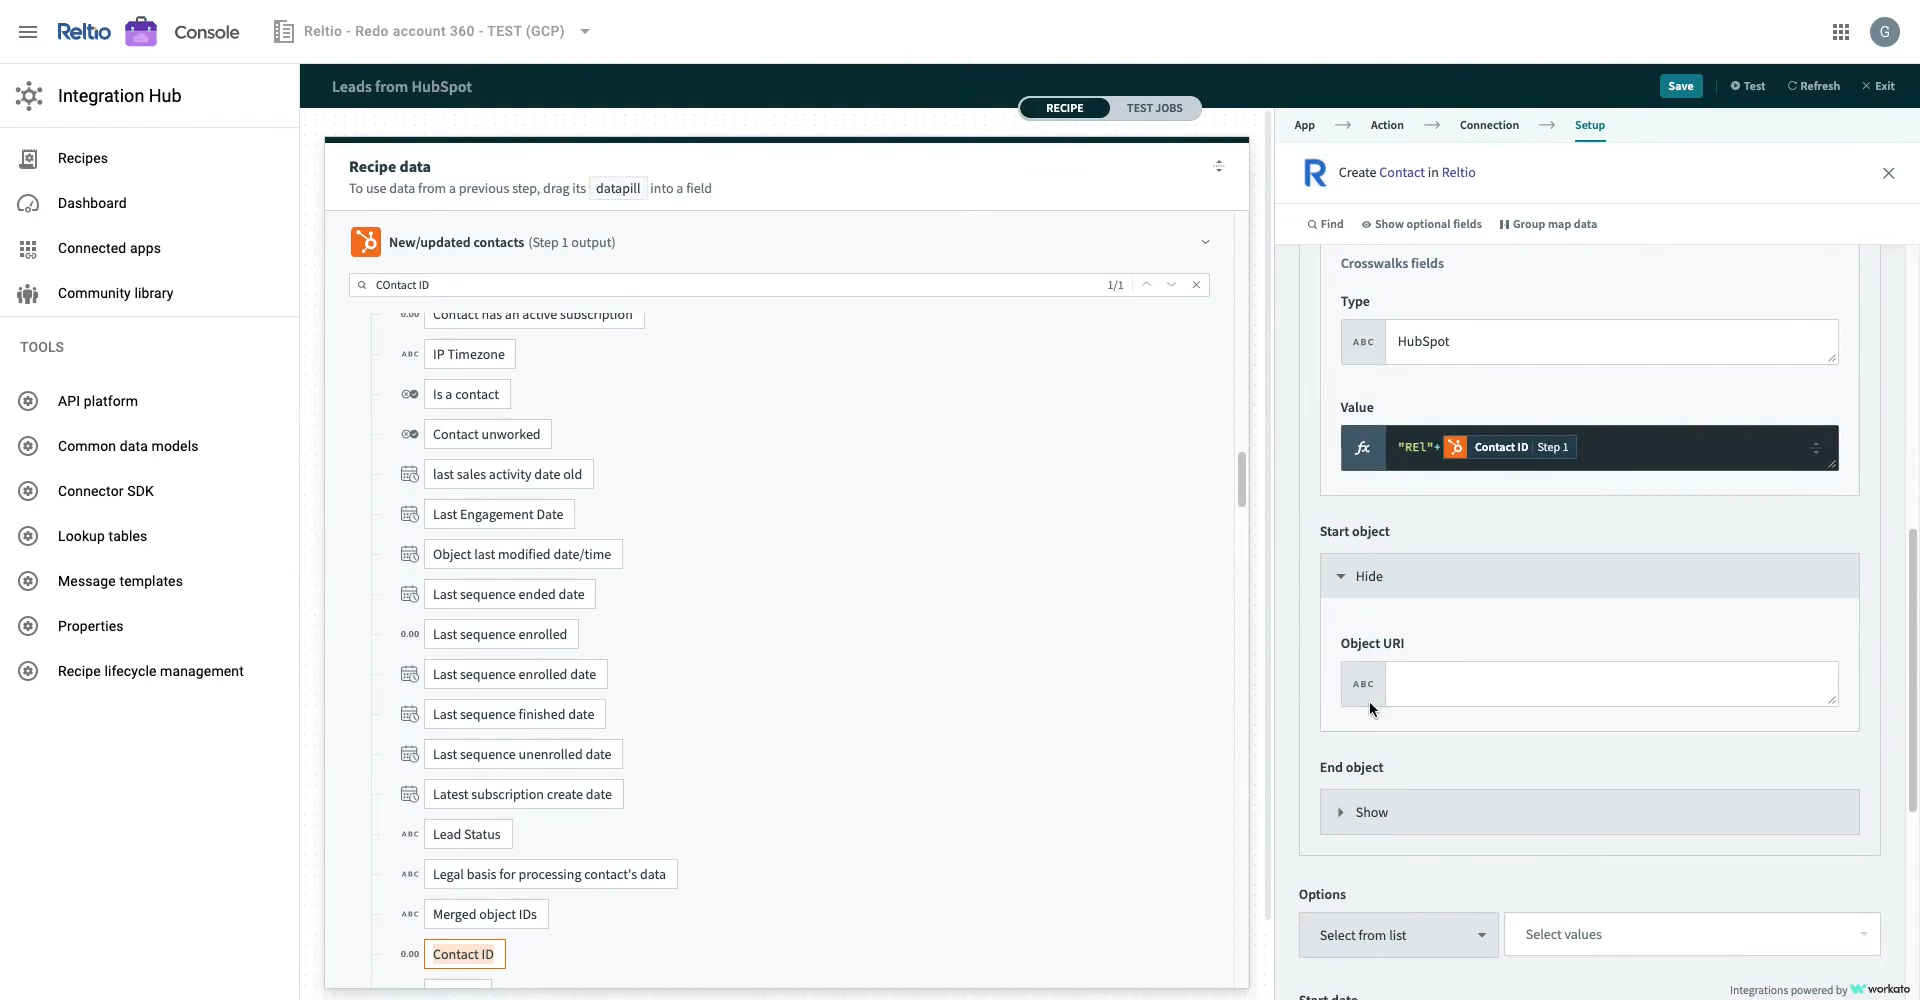 Reltio
Console
Reltio - Redo account 360 - TEST (GCP)
G
Integration Hub
Recipes
Dashboard
Connected apps
Community library
TOOLS
API platform
Common data models
Connector SDK
Lookup tables
Message templates
Properties
Recipe lifecycle management
Leads from HubSpot
Save
Test
Refresh
Exit
RECIPE
TEST JOBS
Recipe data
To use data from a previous step, drag its datapill into a field
New/updated contacts (Step 1 output)
COntact ID
1/1
0.00 Contact has an active subscription
ABC IP Timezone
Is a contact
Contact unworked
last sales activity date old
Last Engagement Date
Object last modified date/time
Last sequence ended date
0.00 Last sequence enrolled
Last sequence enrolled date
Last sequence finished date
Last sequence unenrolled date
Latest subscription create date
ABC Lead Status
ABC Legal basis for processing contact's data
ABC Merged object IDs
0.00 Contact ID
App
Action
Connection
Setup
R
Create Contact in Reltio
Find
Show optional fields
Group map data
Crosswalks fields
Type
ABC HubSpot
Value
fx "REl"+ Contact ID Step 1
Start object
Hide
Object URI
ABC
End object
Show
Options
Select from list
Select values
Start date
Integrations powered by workato